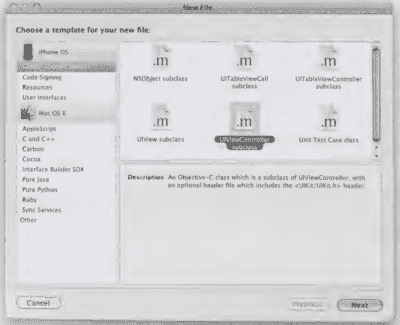 New File
Choose a template for your new file:
iPhone OS
Code Signing
Resources
User Interfaces
Mac OS X
AppleScript
C and C++
Carbon
Cocoa
Interface Builder SDK
Pure Java
Pure Python
Ruby
Sync Services
Other
.m
.m
.m
NSObject subclass
UITableViewCell
subclass
UITableViewController
subclass
.m
.m
.m
UIView subclass
UIViewController
subclass
Unit Test Case class
Description An Objective-C class which is a subclass of UIViewController, with
an optional header file which includes the <UIKit/UIKit.h> header.
Cancel
Previous
Next